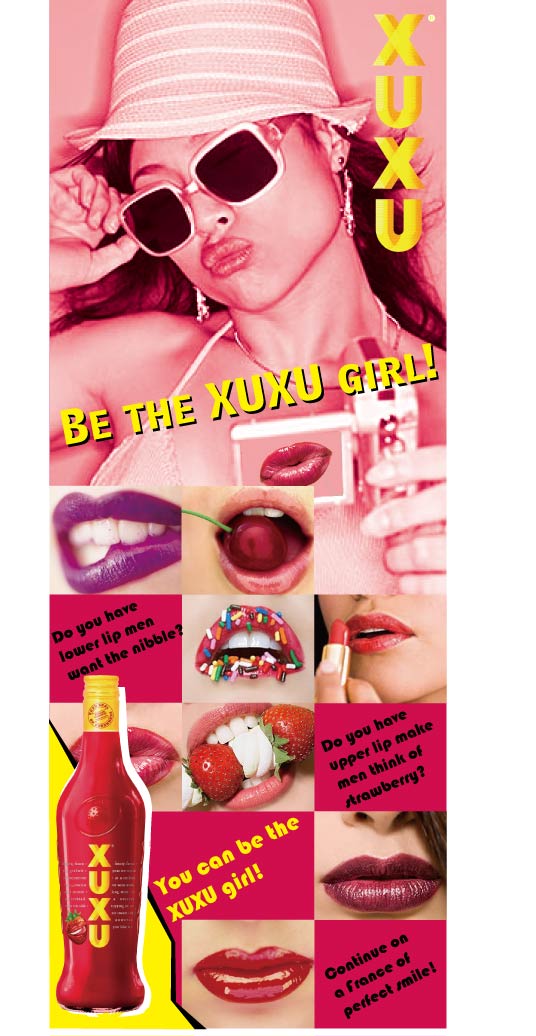 XUXU
BE THE XUXU GIRL!
Do you have
lower lip men
want the nibble?
Do you have
upper lip make
men think of
strawberry?
You can be the
XUXU girl!
XUXU
Continue on
a France of
perfect smile!